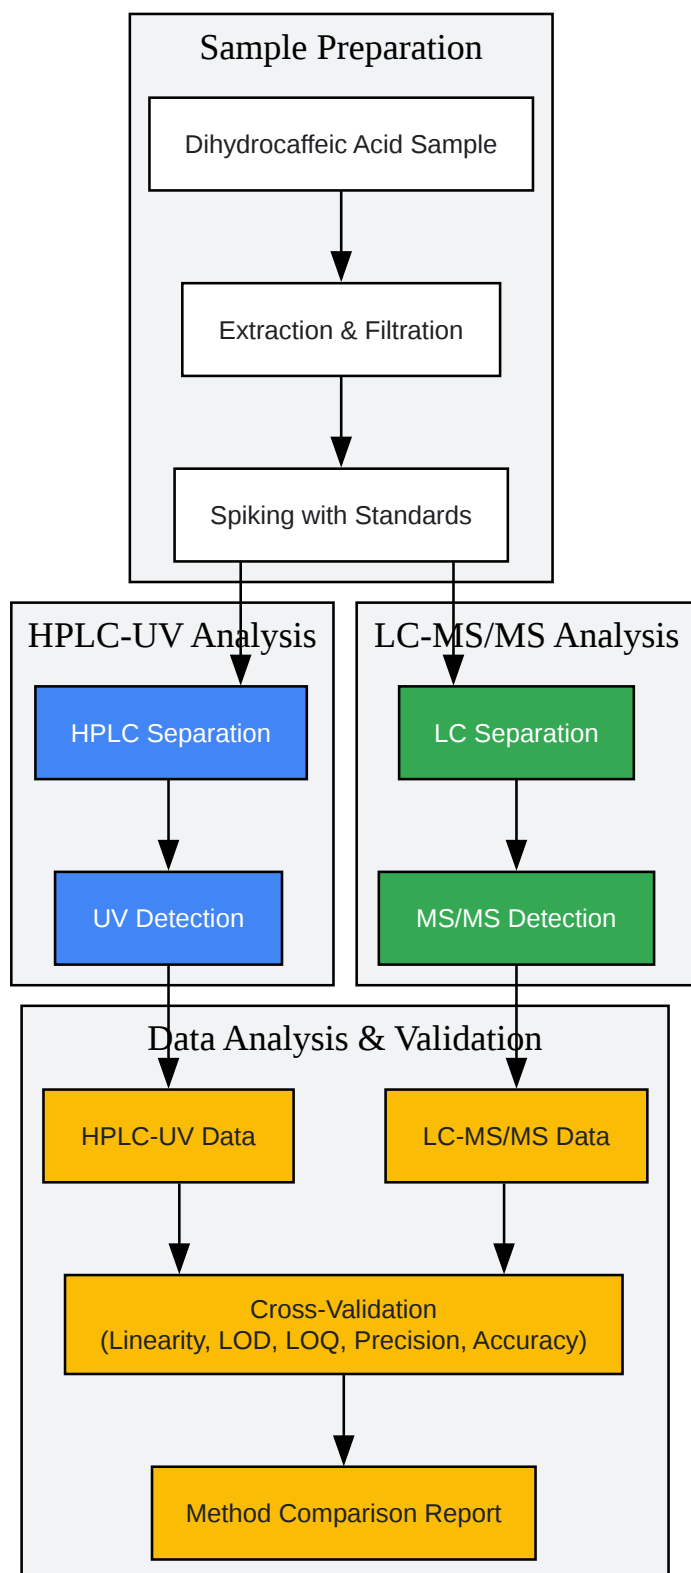 Sample Preparation
Dihydrocaffeic Acid Sample
Extraction & Filtration
Spiking with Standards
HPLC-UV Analysis
HPLC Separation
UV Detection
LC-MS/MS Analysis
LC Separation
MS/MS Detection
Data Analysis & Validation
HPLC-UV Data
LC-MS/MS Data
Cross-Validation
(Linearity, LOD, LOQ, Precision, Accuracy)
Method Comparison Report